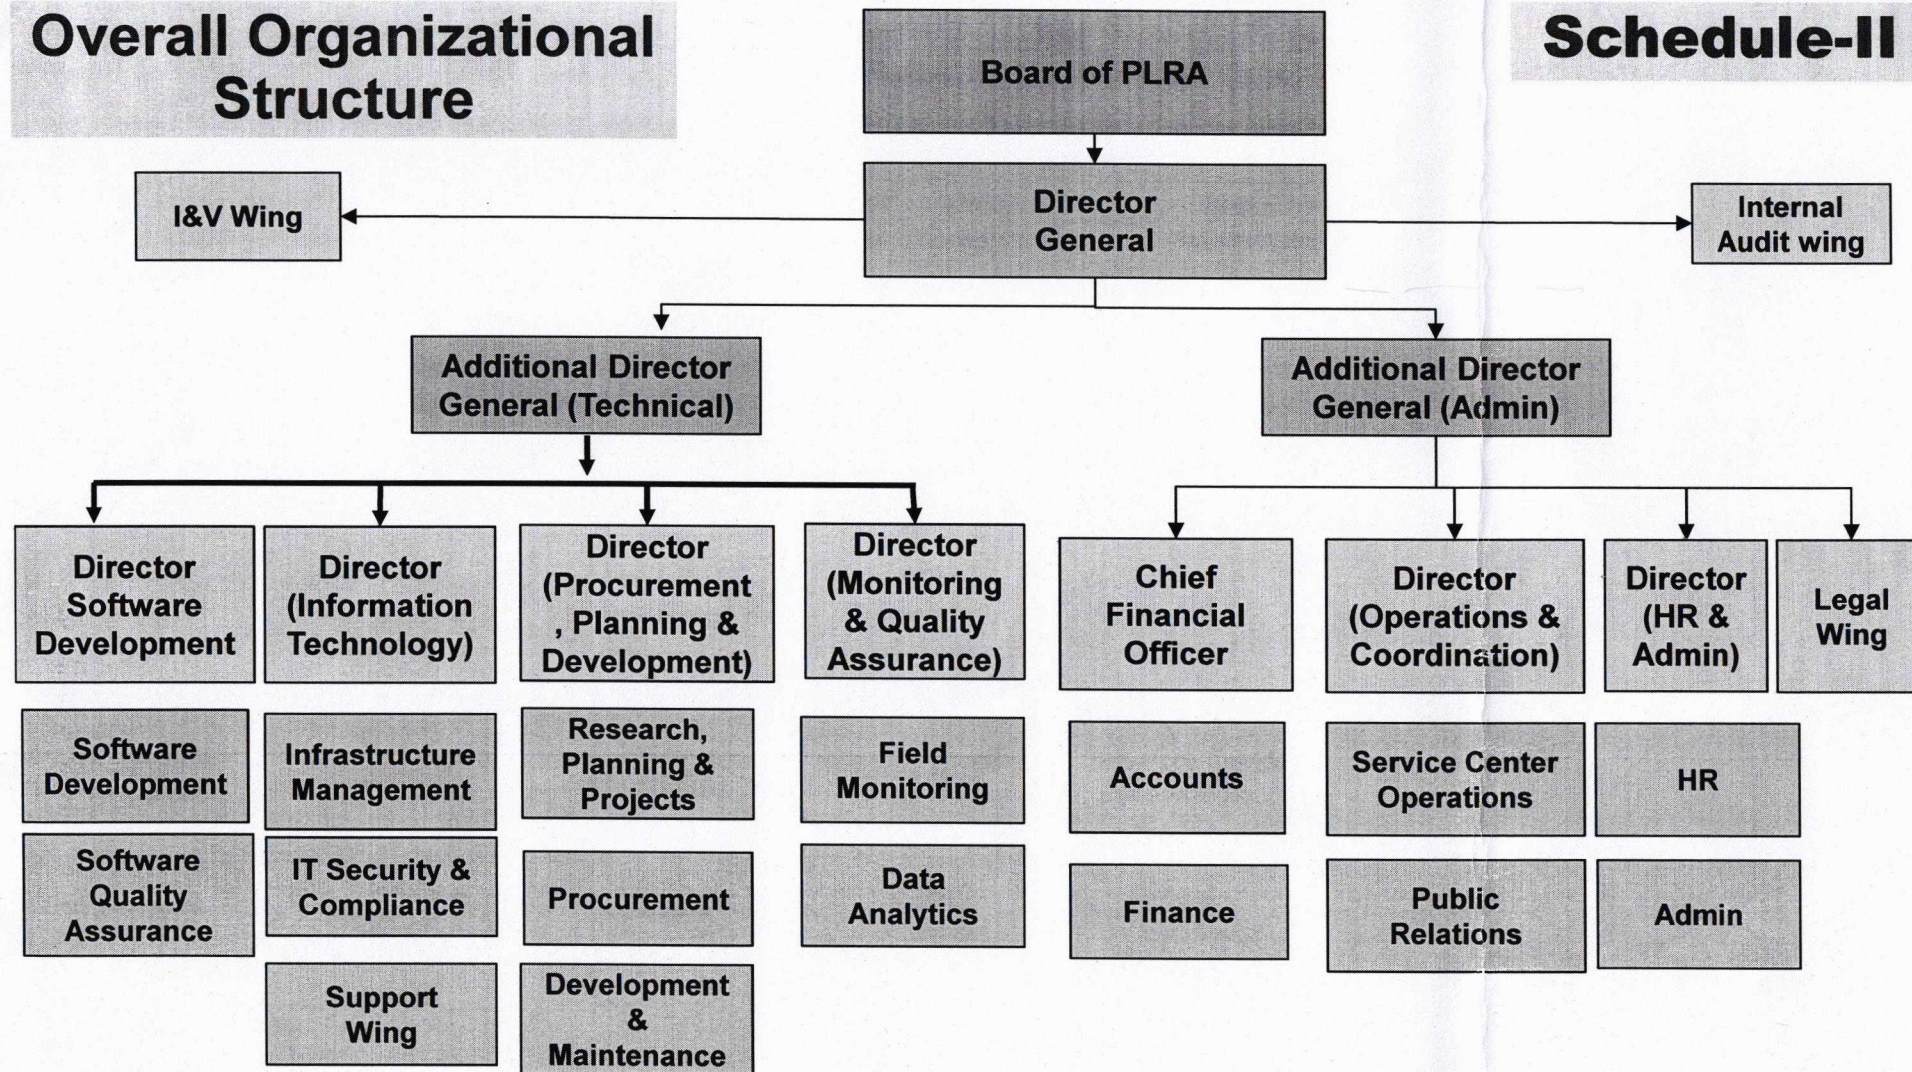 Overall Organizational
Structure
Schedule-II
Board of PLRA
Director
General
I&V Wing
Internal
Audit wing
Additional Director
General (Technical)
Additional Director
General (Admin)
Director
Software
Development
Director
(Information
Technology)
Director
(Procurement
, Planning &
Development)
Director
(Monitoring
& Quality
Assurance)
Chief
Financial
Officer
Director
(Operations &
Coordination)
Director
(HR &
Admin)
Legal
Wing
Software
Development
Infrastructure
Management
Research,
Planning &
Projects
Field
Monitoring
Accounts
Service Center
Operations
HR
Software
Quality
Assurance
IT Security &
Compliance
Procurement
Data
Analytics
Finance
Public
Relations
Admin
Support
Wing
Development
&
Maintenance